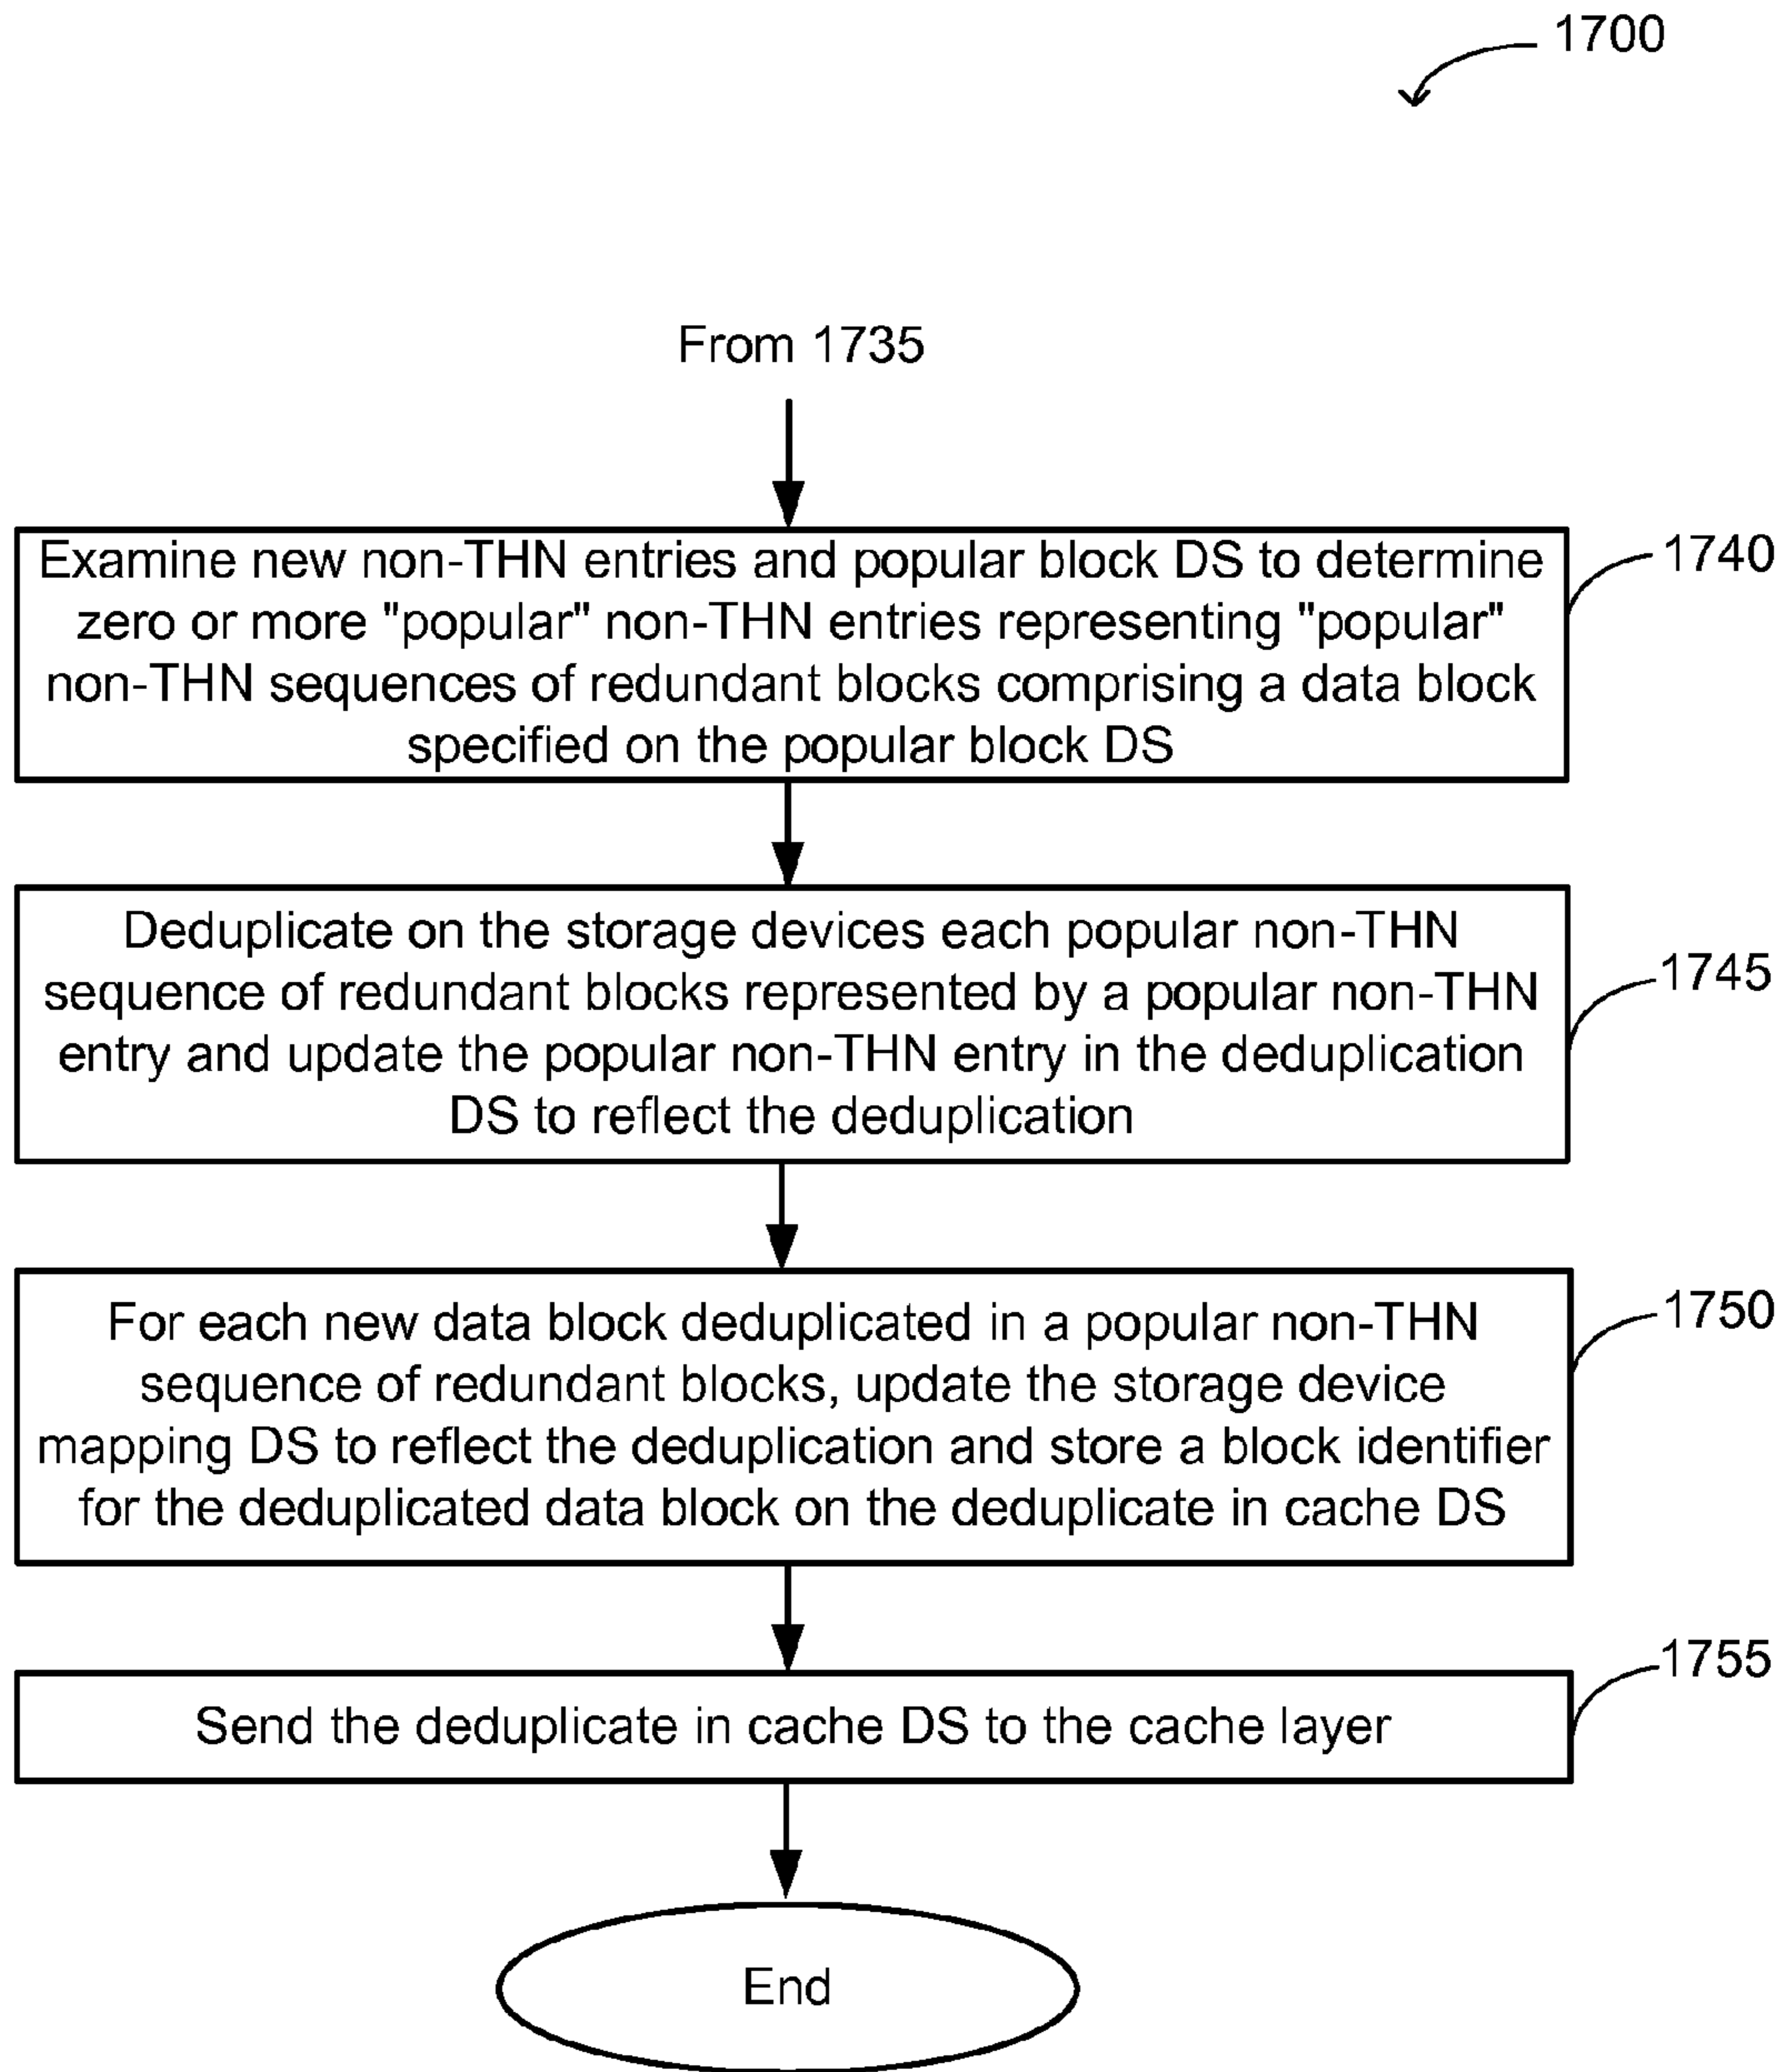 1700
From 1735
Examine new non-THN entries and popular block DS to determine
zero or more "popular" non-THN entries representing "popular"
non-THN sequences of redundant blocks comprising a data block
specified on the popular block DS
1740
Deduplicate on the storage devices each popular non-THN
sequence of redundant blocks represented by a popular non-THN
entry and update the popular non-THN entry in the deduplication
DS to reflect the deduplication
1745
For each new data block deduplicated in a popular non-THN
sequence of redundant blocks, update the storage device
mapping DS to reflect the deduplication and store a block identifier
for the deduplicated data block on the deduplicate in cache DS
1750
Send the deduplicate in cache DS to the cache layer
1755
End